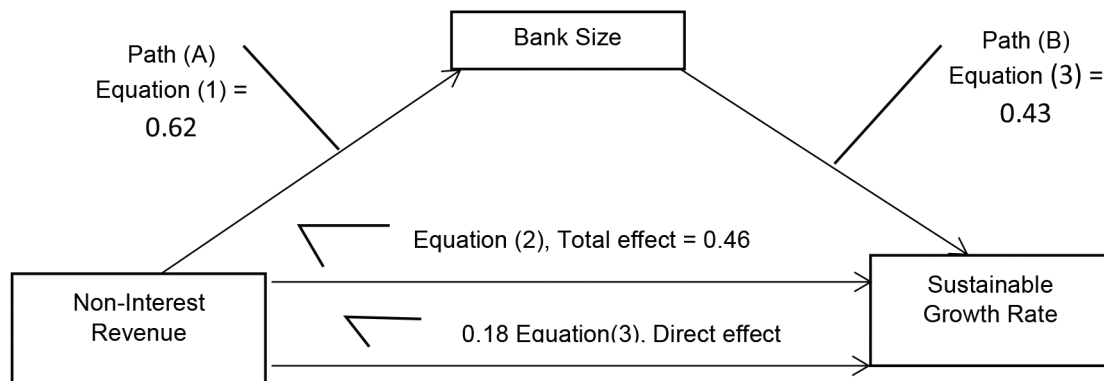 Bank Size
Path (A)
Equation (1) =
0.62
Path (B)
Equation (3) =
0.43
Equation (2), Total effect = 0.46
Non-Interest
Revenue
Sustainable
Growth Rate
0.18 Equation(3). Direct effect